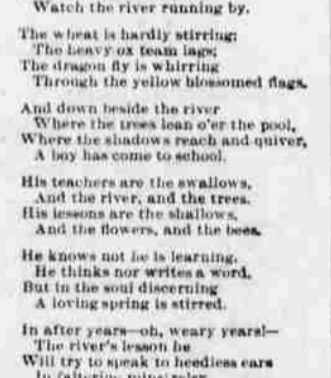 Watch the river running by.
The wheat is hardly stirring;
The heavy ox team lags;
The dragon fly is whirring
Through the yellow blossomed flags.
And down beside the river
Where the trees lean o'er the pool,
Where the shadows reach and quiver,
A boy has come to school.
His teachers are the swallows,
And the river, and the trees.
His lessons are the shallows,
And the flowers, and the bees.
He knows not he is learning.
He thinks nor writes a word,
But in the soul discerning
A loving spring is stirred.
In after years—oh, weary years!—
The river's lesson he
Will try to speak to heedless ears
In faltering